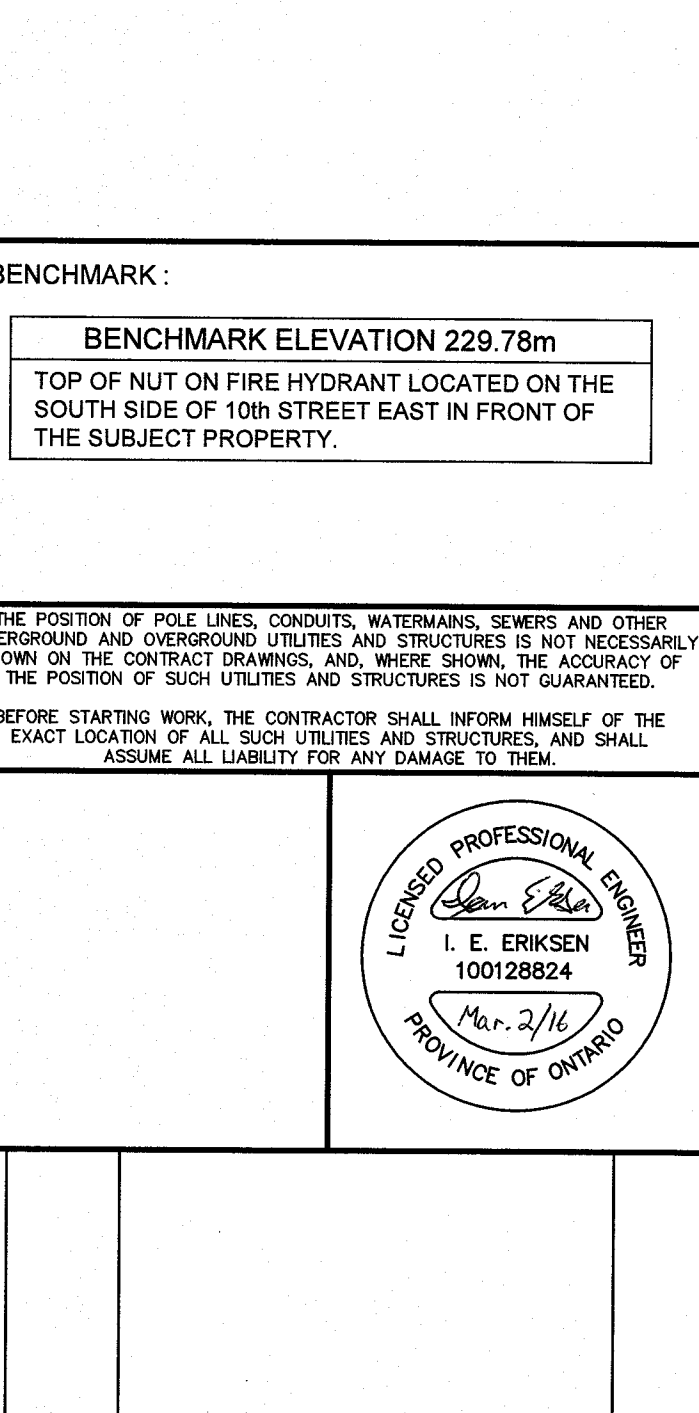 BENCHMARK :
BENCHMARK ELEVATION 229.78m
TOP OF NUT ON FIRE HYDRANT LOCATED ON THE
SOUTH SIDE OF 10th STREET EAST IN FRONT OF
THE SUBJECT PROPERTY.
THE POSITION OF POLE LINES, CONDUITS, WATERMAINS, SEWERS AND OTHER
ERGROUND AND OVERGROUND UTILITIES AND STRUCTURES IS NOT NECESSARILY
OWN ON THE CONTRACT DRAWINGS, AND, WHERE SHOWN, THE ACCURACY OF
THE POSITION OF SUCH UTILITIES AND STRUCTURES IS NOT GUARANTEED.
BEFORE STARTING WORK, THE CONTRACTOR SHALL INFORM HIMSELF OF THE
EXACT LOCATION OF ALL SUCH UTILITIES AND STRUCTURES, AND SHALL
ASSUME ALL LIABILITY FOR ANY DAMAGE TO THEM.
LICENSED PROFESSIONAL ENGINEER
I. E. ERIKSEN
100128824
Mar. 2/16
PROVINCE OF ONTARIO